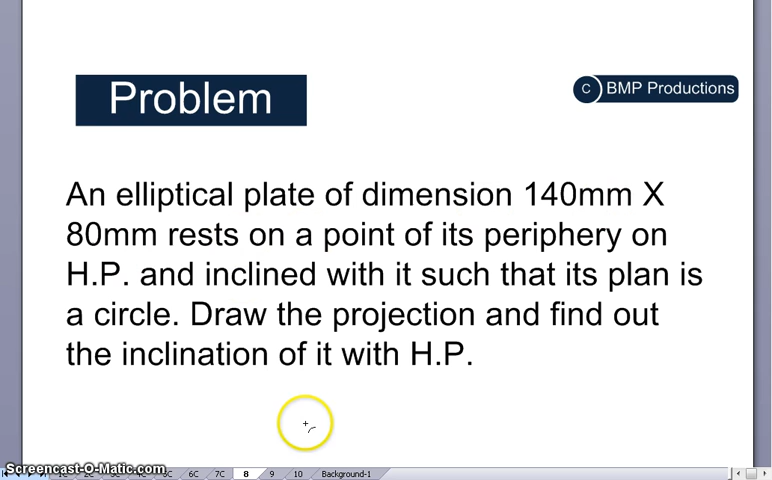 Problem
C BMP Productions
An elliptical plate of dimension 140mm X
80mm rests on a point of its periphery on
H.P. and inclined with it such that its plan is
a circle. Draw the projection and find out
the inclination of it with H.P.
Screencast-O-Matic.com
6C 7C 8 9 10 Background-1